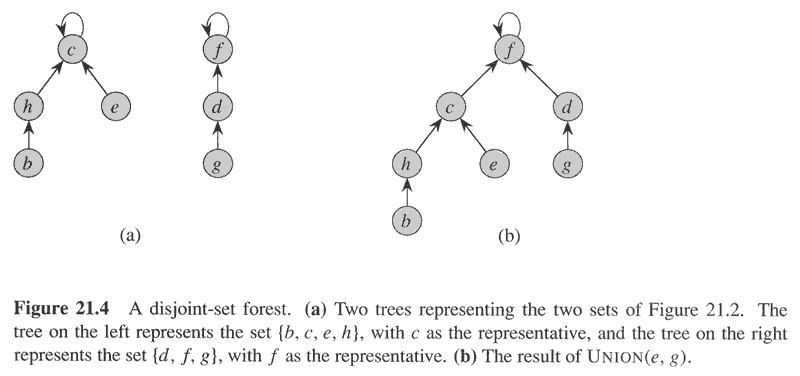 c
f
f
h
e
d
c
d
b
g
h
e
g
b
(a)
(b)
Figure 21.4 A disjoint-set forest. (a) Two trees representing the two sets of Figure 21.2. The
tree on the left represents the set {b, c, e, h}, with c as the representative, and the tree on the right
represents the set {d, f, g}, with f as the representative. (b) The result of UNION(e, g).